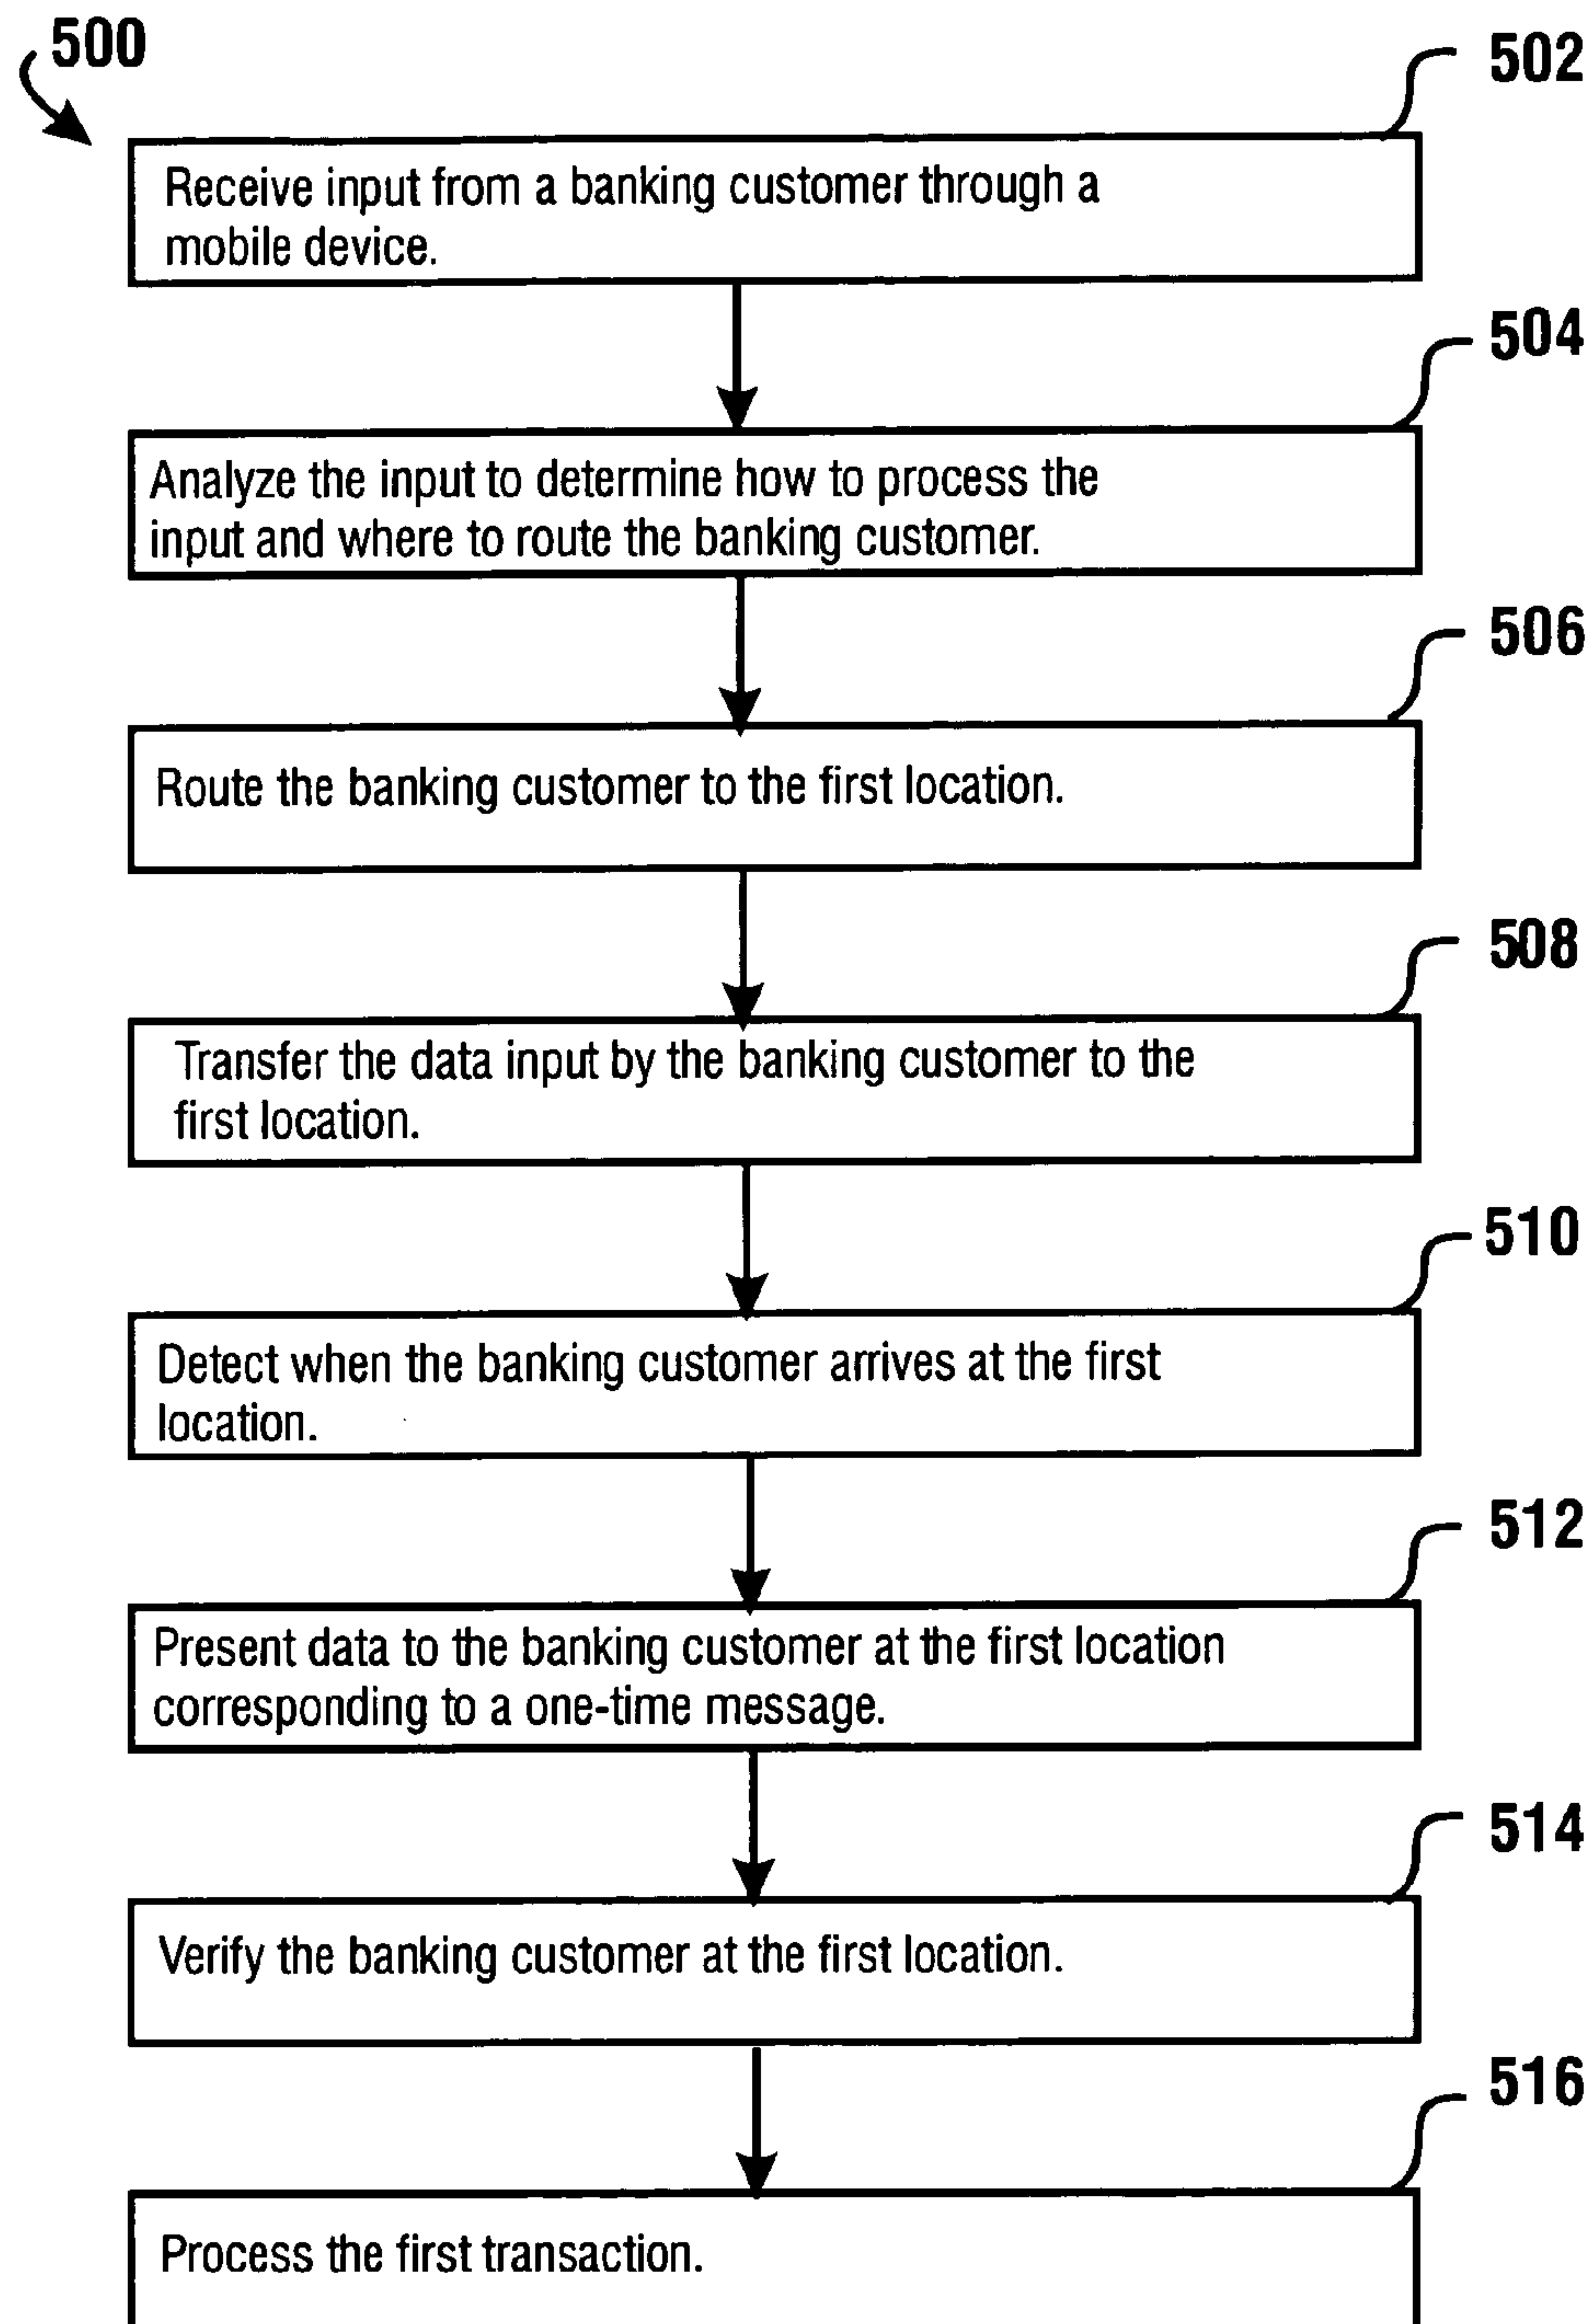 500
502
Receive input from a banking customer through a
mobile device.
504
Analyze the input to determine how to process the
input and where to route the banking customer.
506
Route the banking customer to the first location.
508
Transfer the data input by the banking customer to the
first location.
510
Detect when the banking customer arrives at the first
location.
512
Present data to the banking customer at the first location
corresponding to a one-time message.
514
Verify the banking customer at the first location.
516
Process the first transaction.